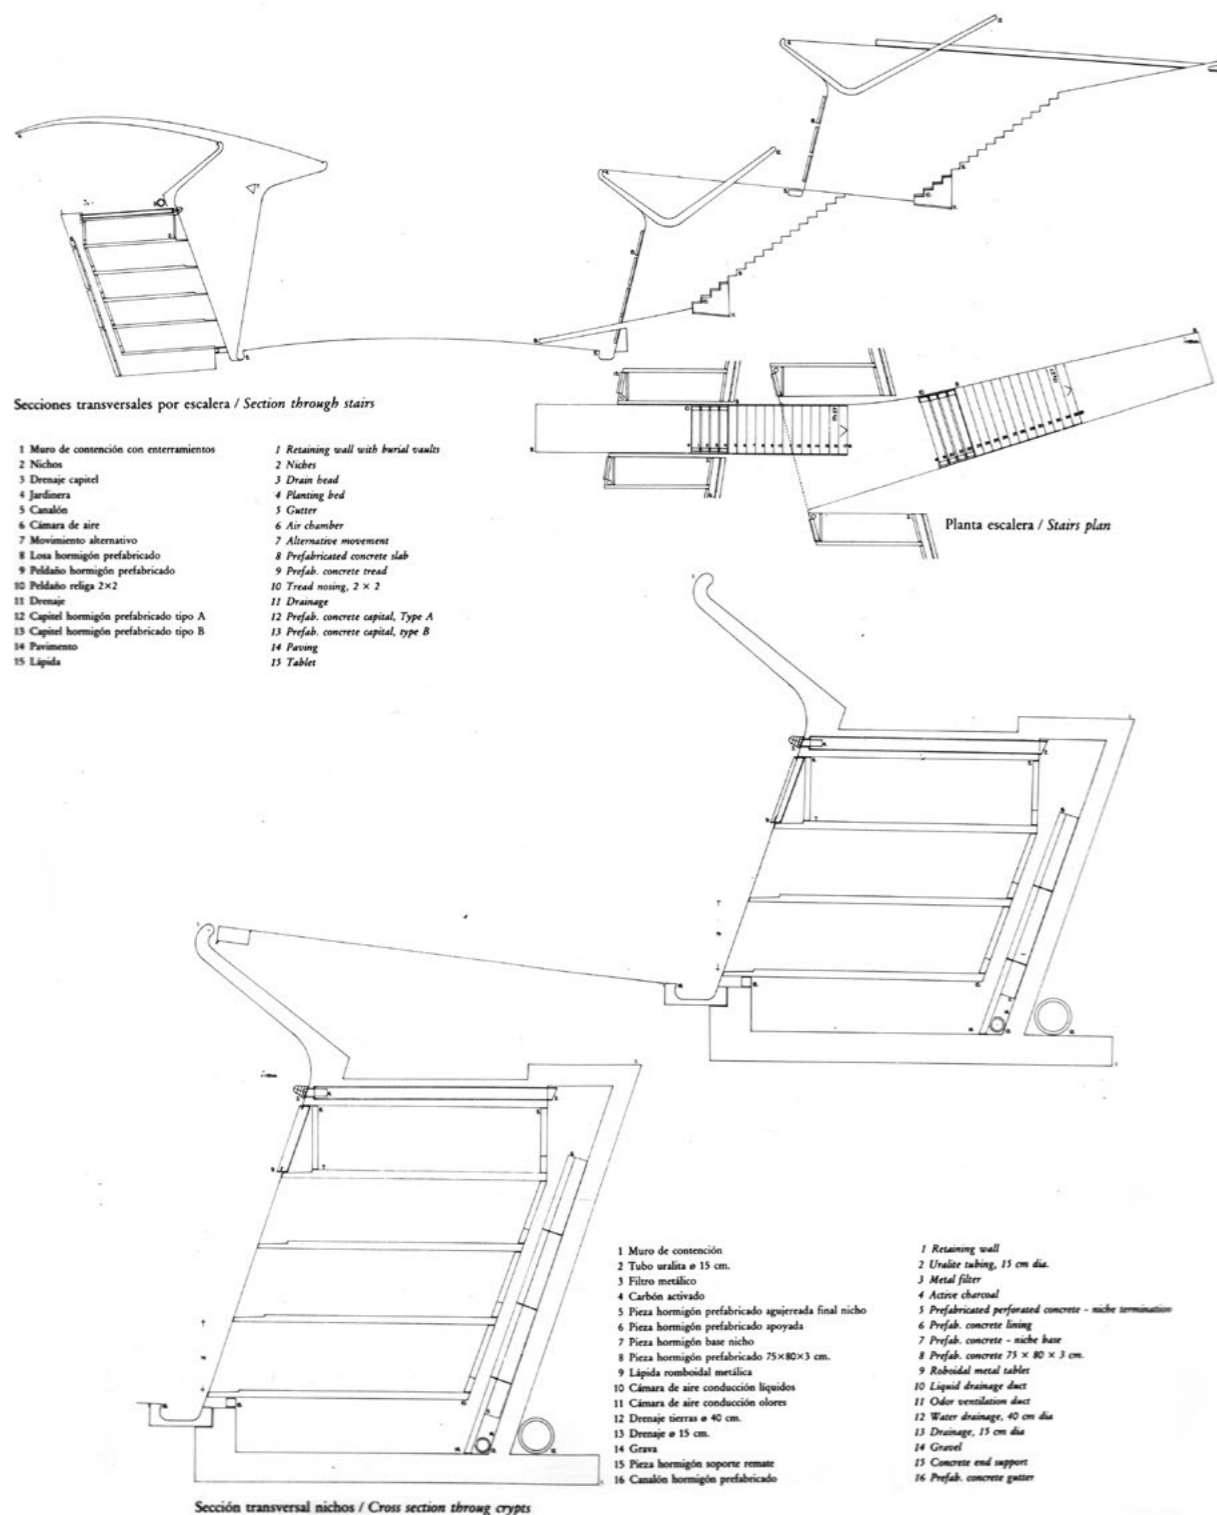 Secciones transversales por escalera / Section through stairs
1 Muro de contención con enterramientos
2 Nichos
3 Drenaje capitel
4 Jardinera
5 Canalón
6 Cámara de aire
7 Movimiento alternativo
8 Losa hormigón prefabricado
9 Peldaño hormigón prefabricado
10 Peldaño religa 2×2
11 Drenaje
12 Capitel hormigón prefabricado tipo A
13 Capitel hormigón prefabricado tipo B
14 Pavimento
15 Lápida
1 Retaining wall with burial vaults
2 Niches
3 Drain head
4 Planting bed
5 Gutter
6 Air chamber
7 Alternative movement
8 Prefabricated concrete slab
9 Prefab. concrete tread
10 Tread nosing, 2 × 2
11 Drainage
12 Prefab. concrete capital, Type A
13 Prefab. concrete capital, type B
14 Paving
15 Tablet
Planta escalera / Stairs plan
1 Muro de contención
2 Tubo uralita ø 15 cm.
3 Filtro metálico
4 Carbón activado
5 Pieza hormigón prefabricado agujereada final nicho
6 Pieza hormigón prefabricado apoyada
7 Pieza hormigón base nicho
8 Pieza hormigón prefabricado 75×80×3 cm.
9 Lápida romboidal metálica
10 Cámara de aire conducción líquidos
11 Cámara de aire conducción olores
12 Drenaje tierras ø 40 cm.
13 Drenaje ø 15 cm.
14 Grava
15 Pieza hormigón soporte remate
16 Canalón hormigón prefabricado
1 Retaining wall
2 Uralite tubing, 15 cm dia.
3 Metal filter
4 Active charcoal
5 Prefabricated perforated concrete - niche termination
6 Prefab. concrete lining
7 Prefab. concrete - niche base
8 Prefab. concrete 75 × 80 × 3 cm.
9 Roboidal metal tablet
10 Liquid drainage duct
11 Odor ventilation duct
12 Water drainage, 40 cm dia
13 Drainage, 15 cm dia
14 Gravel
15 Concrete end support
16 Prefab. concrete gutter
Sección transversal nichos / Cross section throug crypts